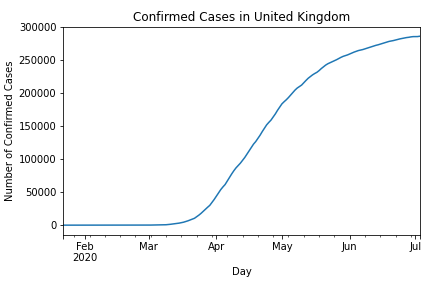 Confirmed Cases in United Kingdom
300000
250000
200000
150000
100000
50000
0
Number of Confirmed Cases
Feb
2020
Mar
Apr
May
Jun
Jul
Day